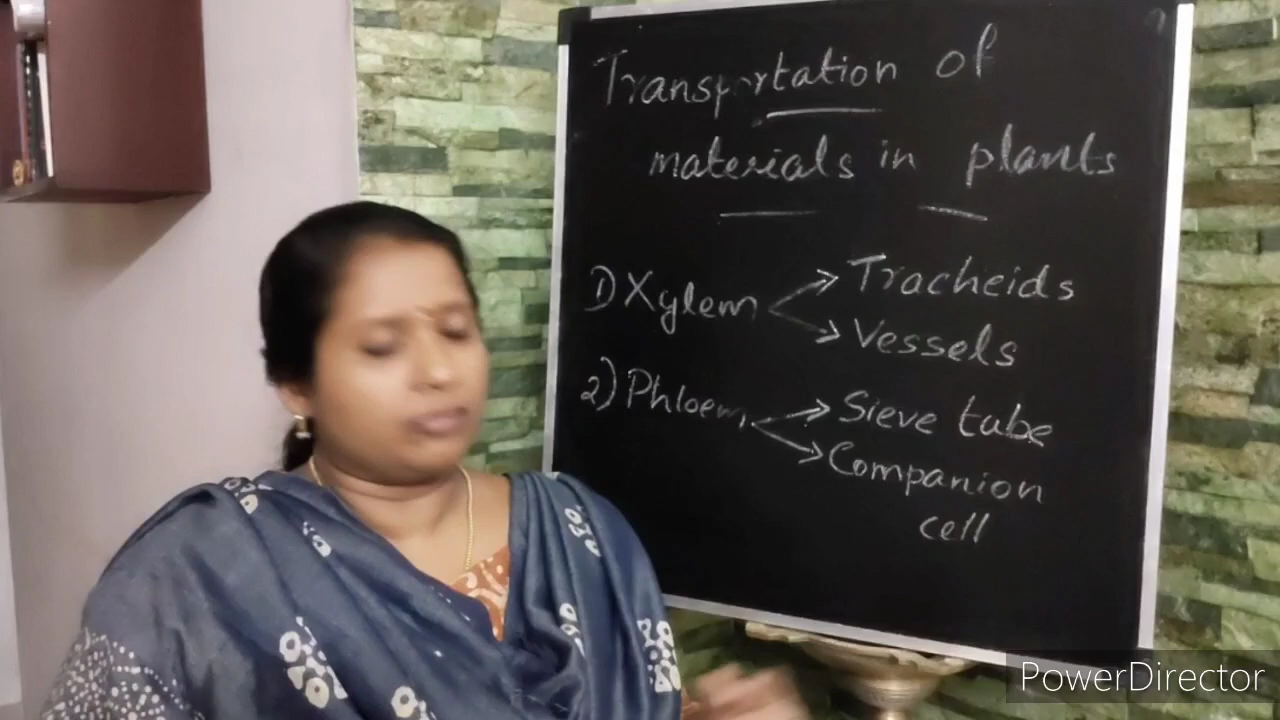 Transportation of
materials in plants
1) Xylem → Tracheids
→ Vessels
2) Phloem → Sieve tube
→ Companion
cell
PowerDirector